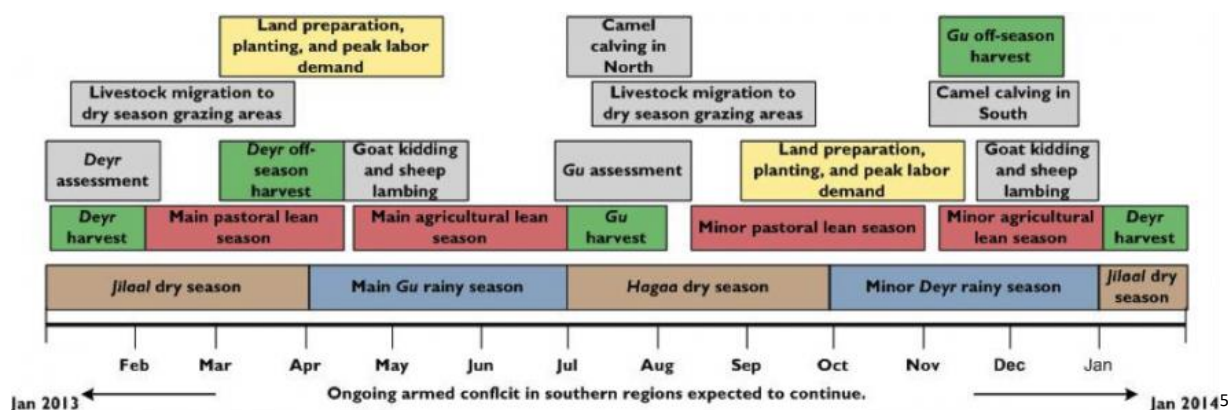 Land preparation,
planting, and peak labor
demand
Camel
calving in
North
Gu off-season
harvest
Livestock migration to
dry season grazing areas
Livestock migration to
dry season grazing areas
Camel calving in
South
Deyr
assessment
Deyr off-
season
harvest
Goat kidding
and sheep
lambing
Gu assessment
Land preparation,
planting, and peak labor
demand
Goat kidding
and sheep
lambing
Deyr
harvest
Main pastoral lean
season
Main agricultural lean
season
Gu
harvest
Minor pastoral lean season
Minor agricultural
lean season
Deyr
harvest
Jilaal dry season
Main Gu rainy season
Hagaa dry season
Minor Deyr rainy season
Jilaal dry
season
Feb Mar Apr May Jun Jul Aug Sep Oct Nov Dec Jan
Jan 2013 Ongoing armed conflcit in southern regions expected to continue. Jan 2014 5